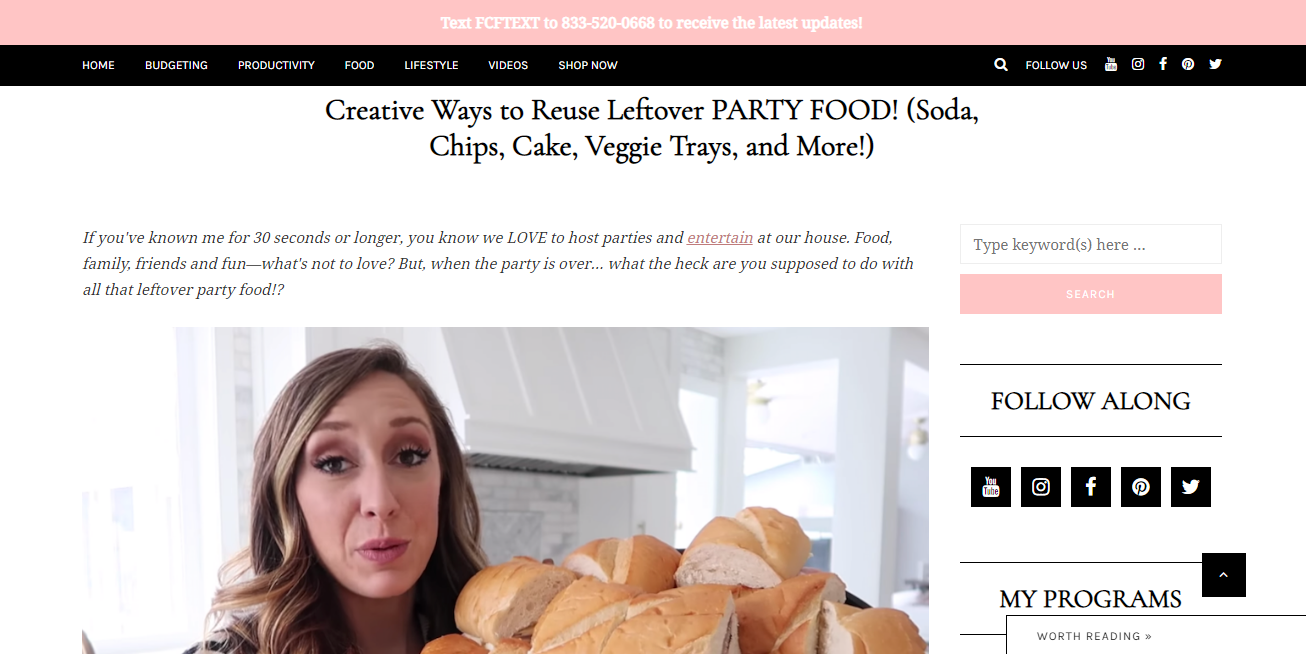 Text FCFTEXT to 833-520-0668 to receive the latest updates!
HOME BUDGETING PRODUCTIVITY FOOD LIFESTYLE VIDEOS SHOP NOW FOLLOW US You Tube
Creative Ways to Reuse Leftover PARTY FOOD! (Soda,
Chips, Cake, Veggie Trays, and More!)
If you've known me for 30 seconds or longer, you know we LOVE to host parties and entertain at our house. Food,
family, friends and fun—what's not to love? But, when the party is over… what the heck are you supposed to do with
all that leftover party food!?
Type keyword(s) here ...
SEARCH
FOLLOW ALONG
You
Tube
MY PROGRAMS
WORTH READING »